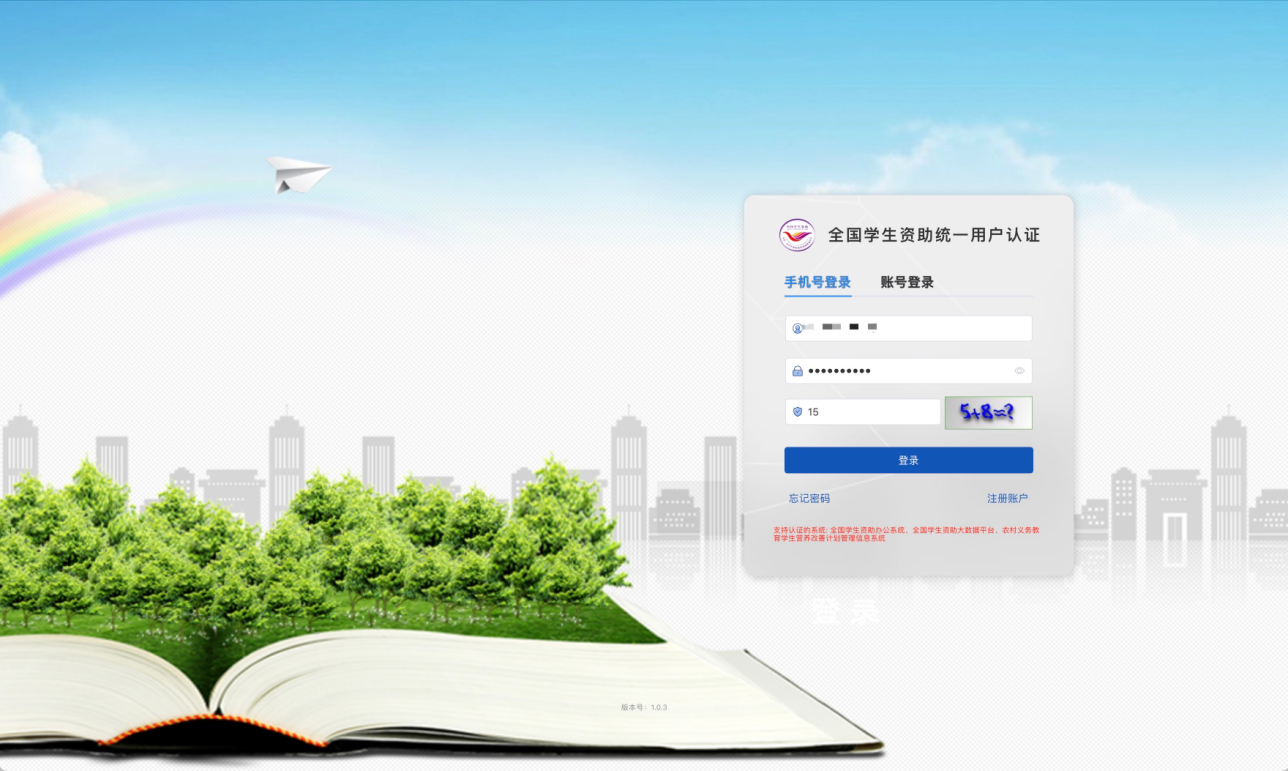 全国学生资助统一用户认证
手机号登录 账号登录
••••••••••
15 5+8=?
登录
忘记密码 注册账户
支持认证的系统: 全国学生资助办公系统、全国学生资助大数据平台、农村义务教
育学生营养改善计划管理信息系统
登录
版本号：1.0.3